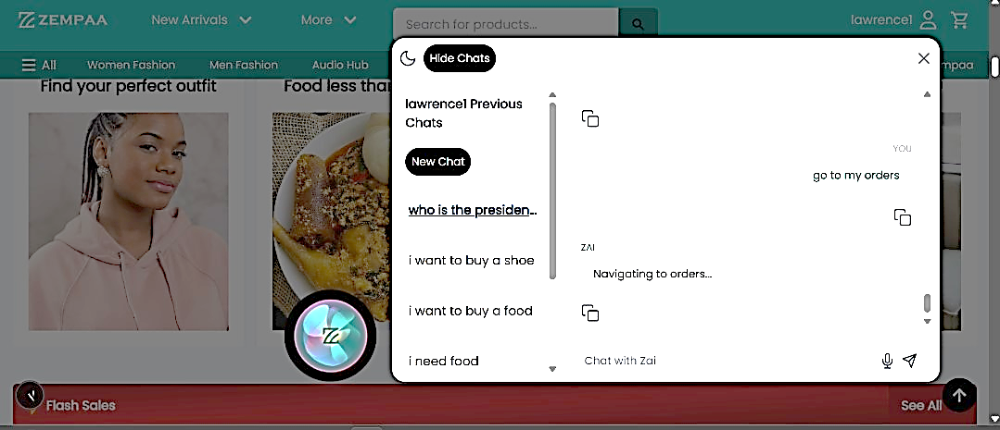 ZEMPAA
New Arrivals
More
Search for products...
lawrence1
All
Women Fashion
Men Fashion
Audio Hub
mpaa
Find your perfect outfit
Food less than
Hide Chats
lawrence1 Previous
Chats
New Chat
who is the presiden...
i want to buy a shoe
i want to buy a food
i need food
YOU
go to my orders
ZAI
Navigating to orders...
Chat with Zai
Flash Sales
See All